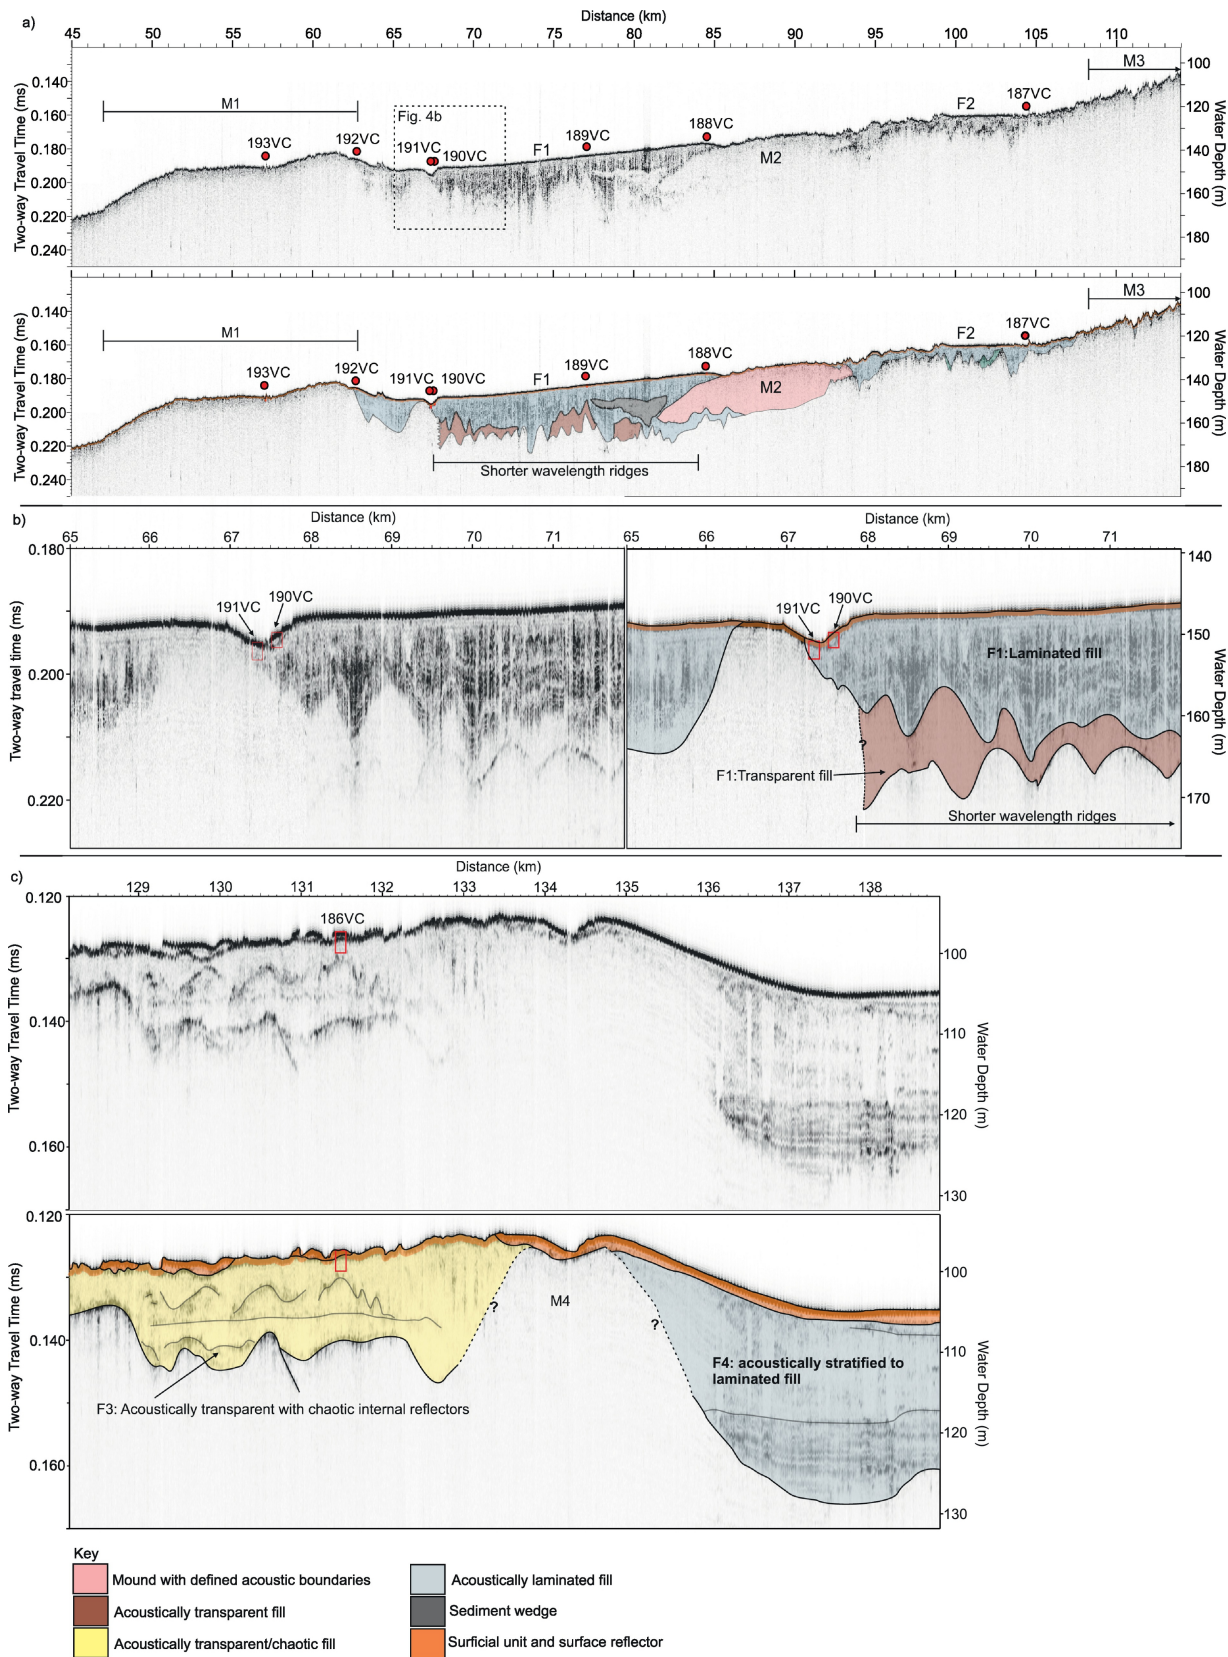 a)
Distance (km)
45 50 55 60 65 70 75 80 85 90 95 100 105 110
Two-way Travel Time (ms)
0.140
0.160
0.180
0.200
0.220
0.240
100
120
140
160
180
Water Depth (m)
M1
M3
Fig. 4b
193VC
192VC
191VC
190VC
F1
189VC
188VC
M2
F2
187VC
Two-way Travel Time (ms)
0.140
0.160
0.180
0.200
0.220
0.240
100
120
140
160
180
Water Depth (m)
M1
M3
193VC
192VC
191VC
190VC
F1
189VC
188VC
M2
F2
187VC
Shorter wavelength ridges
b)
Distance (km)
65 66 67 68 69 70 71
Distance (km)
65 66 67 68 69 70 71
Two-way travel time (ms)
0.180
0.200
0.220
191VC
190VC
191VC
190VC
F1:Laminated fill
?
F1:Transparent fill
Shorter wavelength ridges
140
150
160
170
Water Depth (m)
c)
Distance (km)
129 130 131 132 133 134 135 136 137 138
Two-way Travel Time (ms)
0.120
0.140
0.160
186VC
100
110
120
130
Water Depth (m)
Two-way Travel Time (ms)
0.120
0.140
0.160
100
110
120
130
Water Depth (m)
M4
?
?
F4: acoustically stratified to
laminated fill
F3: Acoustically transparent with chaotic internal reflectors
Key
Mound with defined acoustic boundaries
Acoustically transparent fill
Acoustically transparent/chaotic fill
Acoustically laminated fill
Sediment wedge
Surficial unit and surface reflector